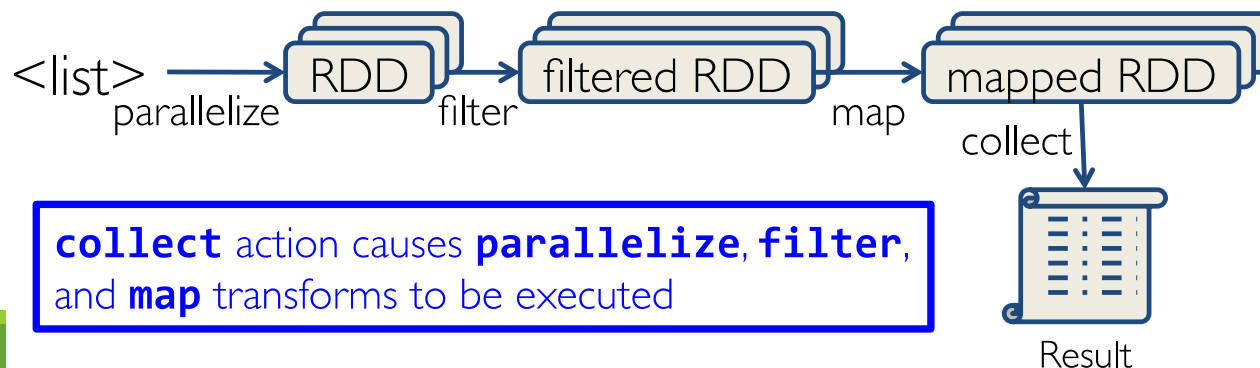 <list> RDD filtered RDD mapped RDD
parallelize filter map
collect
collect action causes parallelize, filter,
and map transforms to be executed
Result